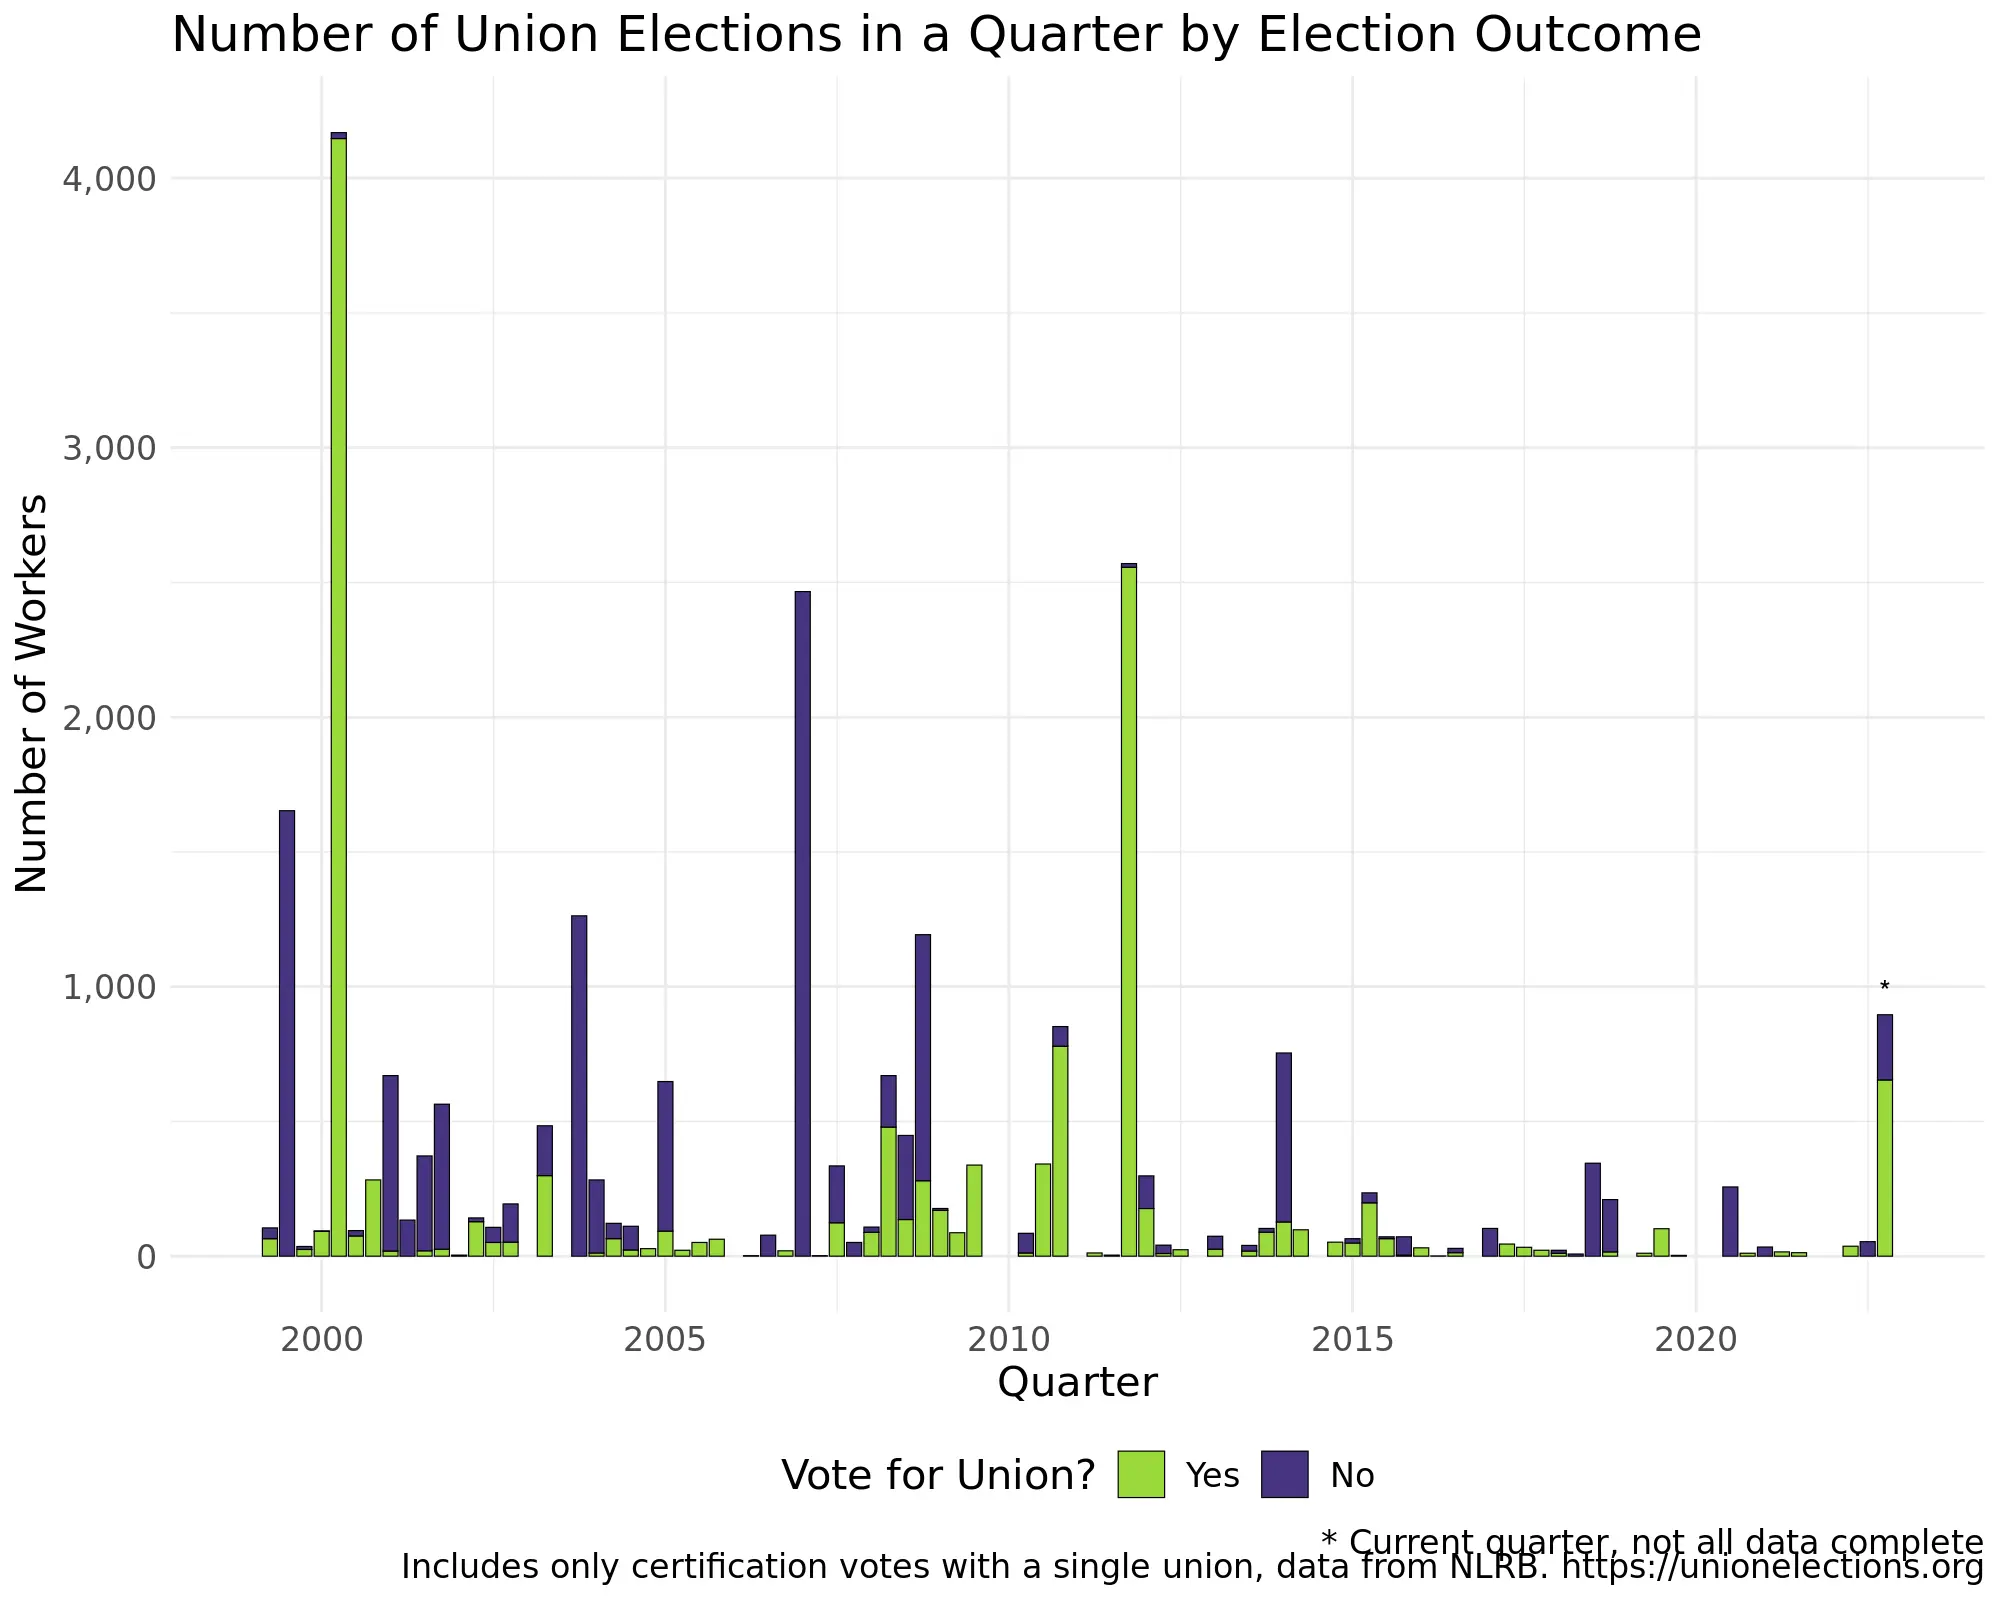 Number of Union Elections in a Quarter by Election Outcome
Number of Workers
4,000
3,000
2,000
1,000
0
*
2000 2005 2010 2015 2020
Quarter
Vote for Union? Yes No
* Current quarter, not all data complete
Includes only certification votes with a single union, data from NLRB. https://unionelections.org